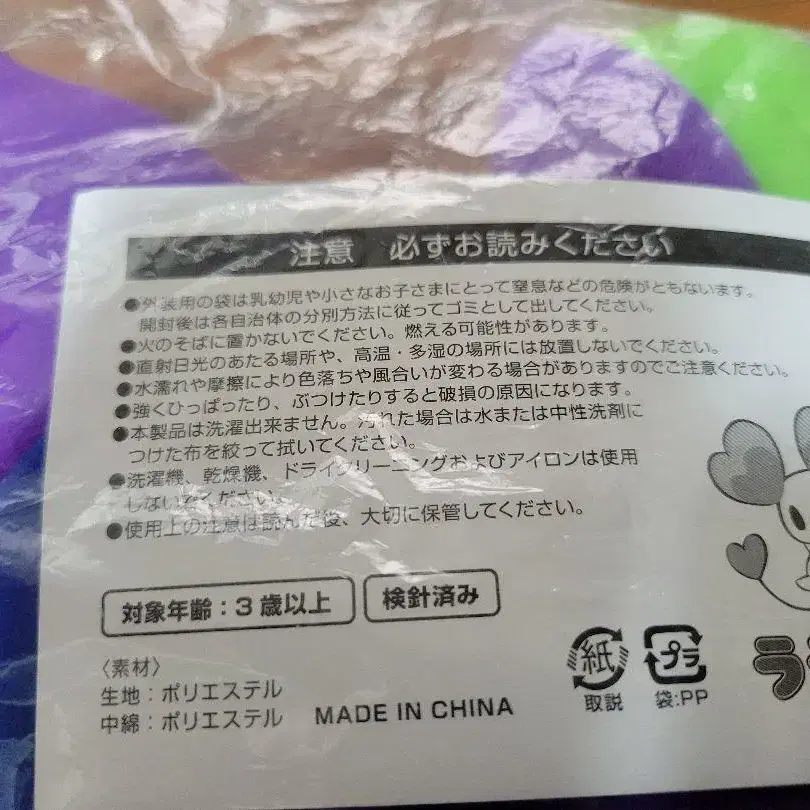 注意 必ずお読みください
●外装用の袋は乳幼児や小さなお子さまにとって窒息などの危険がともないます。
開封後は各自治体の分別方法に従ってゴミとして出してください。
●火のそばに置かないでください。燃える可能性があります。
●直射日光のあたる場所や、高温・多湿の場所には放置しないでください。
●水濡れや摩擦により色落ちや風合いが変わる場合がありますのでご注意ください。
●強くひっぱったり、ぶつけたりすると破損の原因になります。
●本製品は洗濯出来ません。汚れた場合は水または中性洗剤に
つけた布を絞って拭いてください。
●洗濯機、乾燥機、ドライクリーニングおよびアイロンは使用
しないでください。
●使用上の注意は読んだ後、大切に保管してください。
対象年齢:3歳以上 検針済み
〈素材〉
生地:ポリエステル
中綿:ポリエステル MADE IN CHINA
紙 プラ
取説 袋:PP
ラ